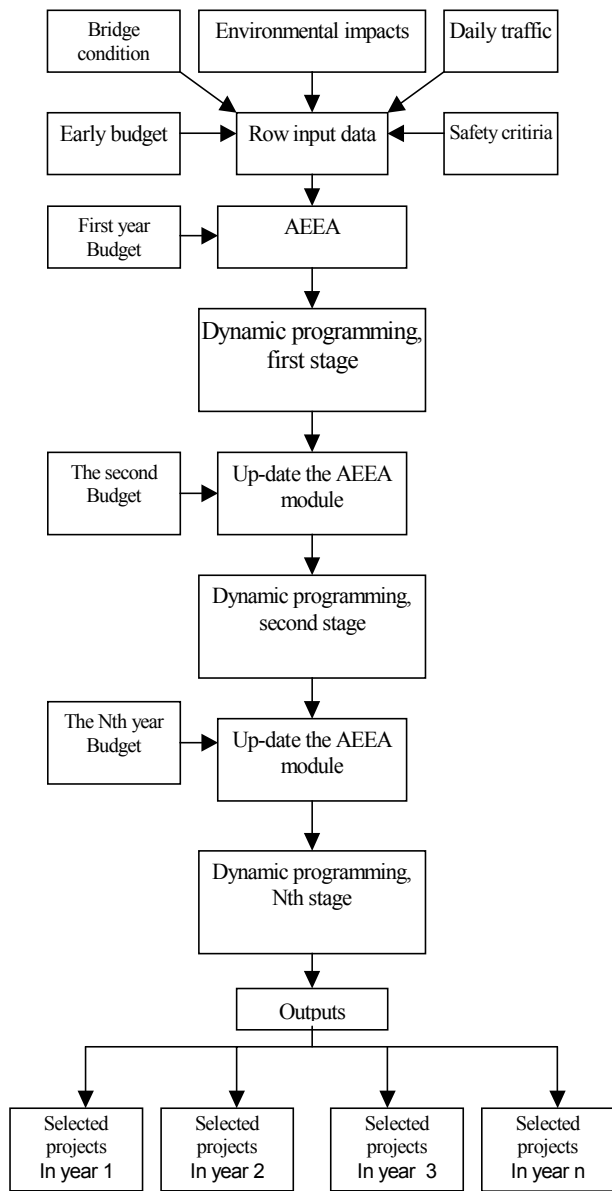 Bridge
condition
Environmental impacts
Daily traffic
Early budget
Row input data
Safety critiria
First year
Budget
AEEA
Dynamic programming,
first stage
The second
Budget
Up-date the AEEA
module
Dynamic programming,
second stage
The Nth year
Budget
Up-date the AEEA
module
Dynamic programming,
Nth stage
Outputs
Selected
projects
In year 1
Selected
projects
In year 2
Selected
projects
In year 3
Selected
projects
In year n